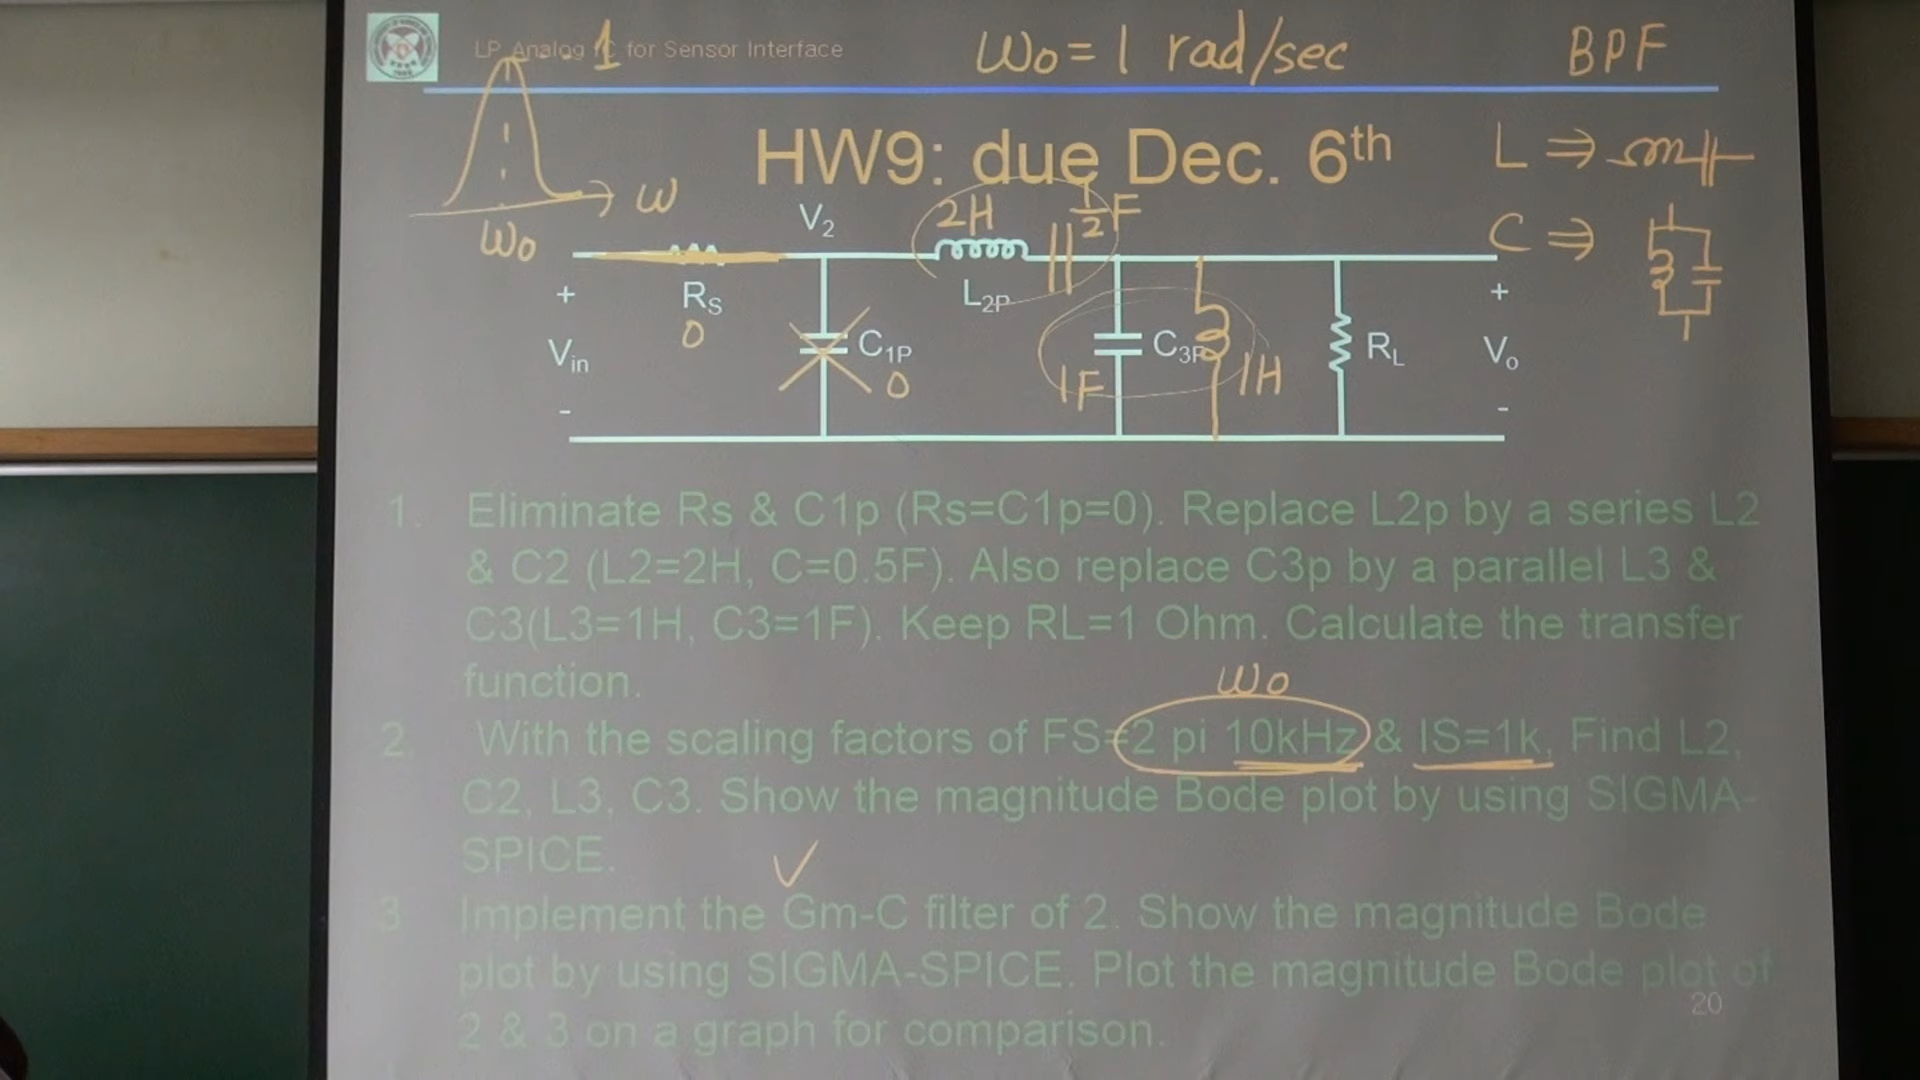 LP Analog IC for Sensor Interface
1
ω0 = 1 rad/sec
BPF
HW9: due Dec. 6th
L ⇒
ω
ω0
V2
2H
1/2 F
C ⇒
+
RS
L2P
+
0
Vin
C1P
C3P
RL
Vo
0
1F
1H
-
-
1. Eliminate Rs & C1p (Rs=C1p=0). Replace L2p by a series L2
& C2 (L2=2H, C=0.5F). Also replace C3p by a parallel L3 &
C3(L3=1H, C3=1F). Keep RL=1 Ohm. Calculate the transfer
function.
ω0
2. With the scaling factors of FS=2 pi 10kHz & IS=1k, Find L2,
C2, L3, C3. Show the magnitude Bode plot by using SIGMA-
SPICE.
3. Implement the Gm-C filter of 2. Show the magnitude Bode
plot by using SIGMA-SPICE. Plot the magnitude Bode plot of
2 & 3 on a graph for comparison.
20